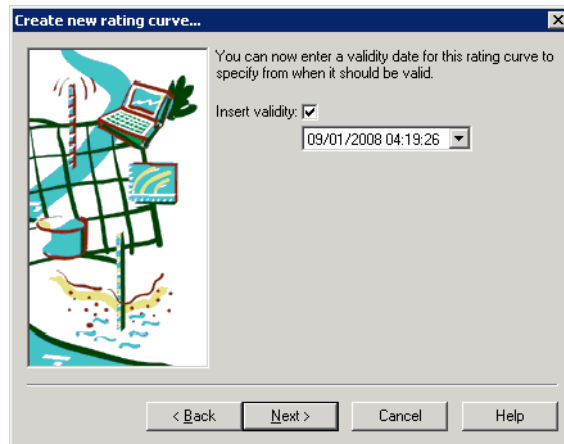 Create new rating curve...
You can now enter a validity date for this rating curve to
specify from when it should be valid.
Insert validity:
09/01/2008 04:19:26
< Back
Next >
Cancel
Help